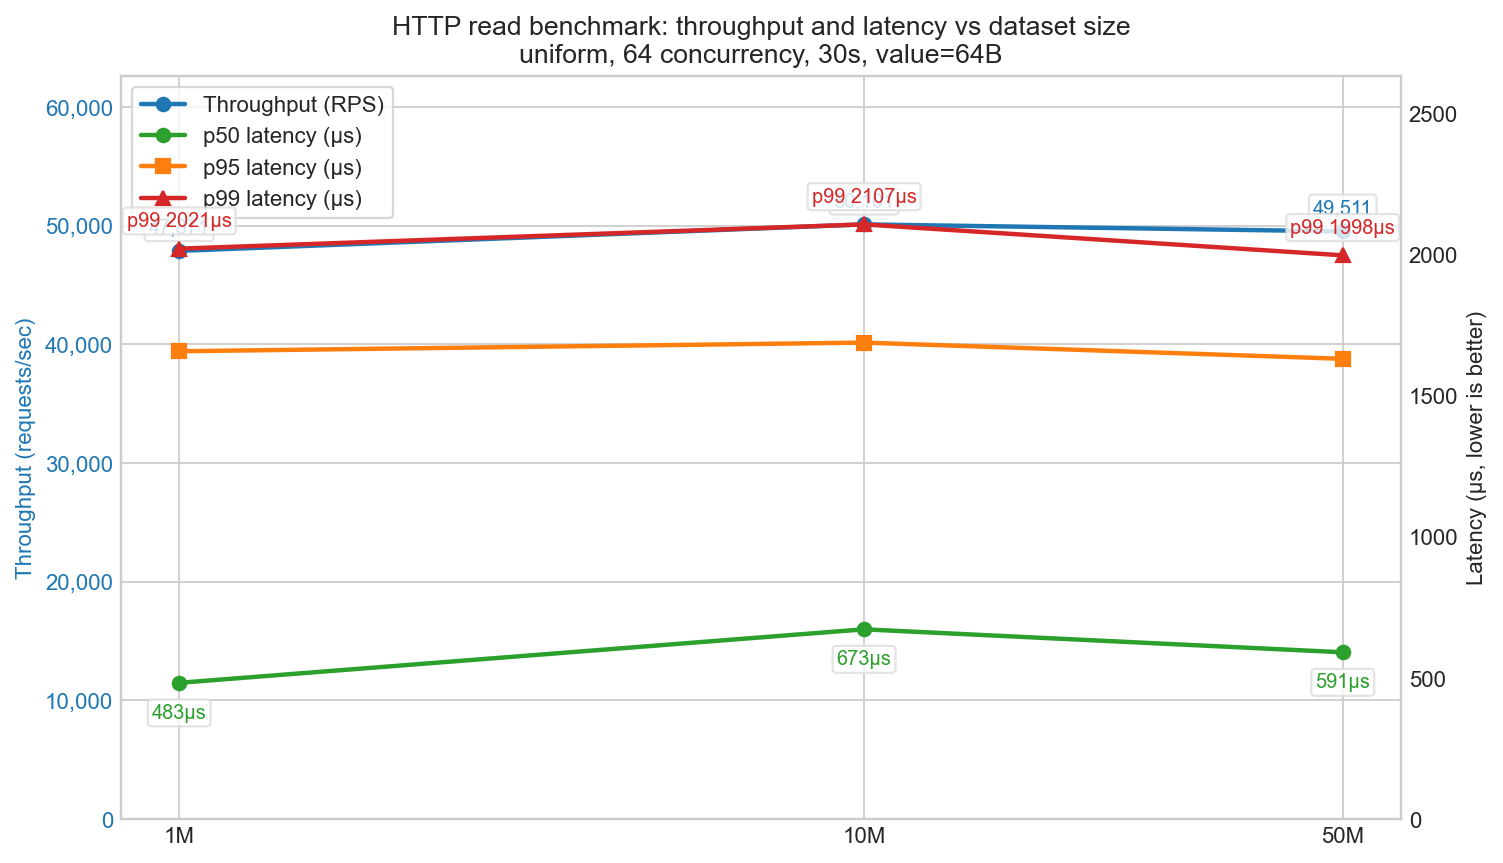 HTTP read benchmark: throughput and latency vs dataset size
uniform, 64 concurrency, 30s, value=64B
Throughput (RPS)
p50 latency (µs)
p95 latency (µs)
p99 latency (µs)
60,000
50,000
40,000
30,000
20,000
10,000
0
Throughput (requests/sec)
2500
2000
1500
1000
500
0
Latency (µs, lower is better)
p99 2021µs
p99 2107µs
49,511
p99 1998µs
483µs
673µs
591µs
1M
10M
50M